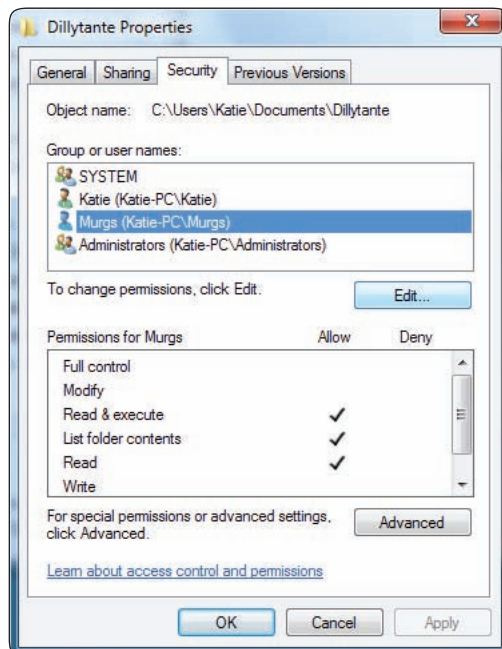 Dillytante Properties
General Sharing Security Previous Versions
Object name: C:\Users\Katie\Documents\Dillytante
Group or user names:
SYSTEM
Katie (Katie-PC\Katie)
Murgs (Katie-PC\Murgs)
Administrators (Katie-PC\Administrators)
To change permissions, click Edit.
Edit...
Permissions for Murgs Allow Deny
Full control
Modify
Read & execute
List folder contents
Read
Write
For special permissions or advanced settings,
click Advanced.
Advanced
Learn about access control and permissions
OK Cancel Apply